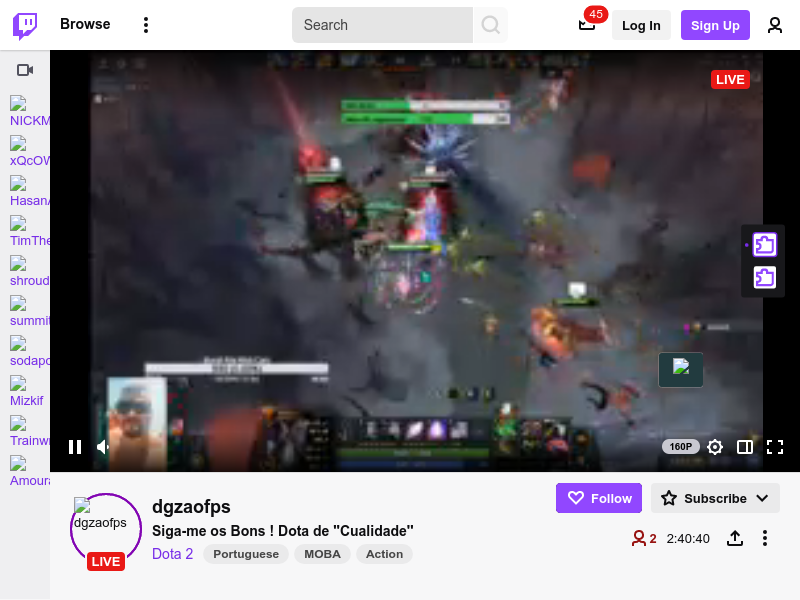 Browse
Search
45
Log In
Sign Up
LIVE
NICKM
xQcOW
HasanA
TimThe
shroud
summit
sodapo
Mizkif
Trainw
Amoura
160P
dgzaofps
LIVE
dgzaofps
Siga-me os Bons ! Dota de "Cualidade"
Dota 2
Portuguese
MOBA
Action
Follow
Subscribe
2
2:40:40